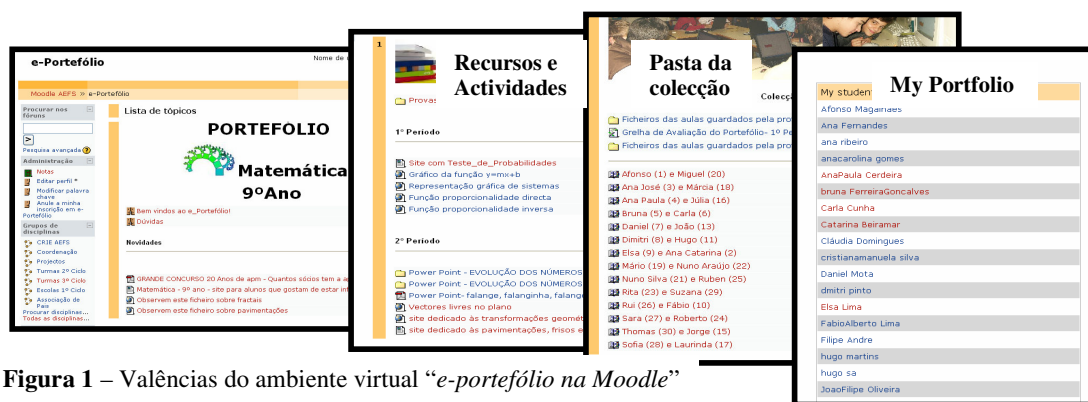 e-Portefólio
Nome de
Moodle AEFS » e-Portefólio
Procurar nos fóruns
>
Pesquisa avançada ?
Administração
Notas
Editar perfil *
Modificar palavra chave
Anule a minha inscrição em e-Portefólio
Grupos de disciplinas
CRIE AEFS
Coordenação
Projectos
Turmas 2º Ciclo
Turmas 3º Ciclo
Escolas 1º Ciclo
Associação de Pais
Procurar disciplinas...
Todas as disciplinas...
Lista de tópicos
PORTEFOLIO
Matemática
9ºAno
Bem vindos ao e_Portefólio!
Dúvidas
Novidades
GRANDE CONCURSO 20 Anos de apm - Quantos sócios tem a
Matemática - 9º ano - site para alunos que gostam de estar
Observem este ficheiro sobre fractais
Observem este ficheiro sobre pavimentações
1
Recursos e
Actividades
Provas
1º Periodo
Site com Teste_de_Probabilidades
Gráfico da função y=mx+b
Representação gráfica de sistemas
Função proporcionalidade directa
Função proporcionalidade inversa
2º Periodo
Power Point - EVOLUÇÃO DOS NÚMEROS
Power Point - EVOLUÇÃO DOS NÚMEROS
Power Point- falange, falanginha,
Vectores livres no plano
site dedicado às transformações
site dedicado às pavimentações, frisos e
Pasta da
colecção
Ficheiros das aulas guardados pela
Grelha de Avaliação do Portefólio- 1º
Ficheiros das aulas guardados pela
Afonso (1) e Miguel (20)
Ana José (3) e Márcia (18)
Ana Paula (4) e Júlia (16)
Bruna (5) e Carla (6)
Daniel (7) e João (13)
Dimitri (8) e Hugo (11)
Elsa (9) e Ana Catarina (2)
Mário (19) e Nuno Araújo (22)
Nuno Silva (21) e Ruben (25)
Rita (23) e Suzana (29)
Rui (26) e Fábio (10)
Sara (27) e Roberto (24)
Thomas (30) e Jorge (15)
Sofia (28) e Laurinda (17)
My Portfolio
My
Afonso Magalhães
Ana Fernandes
ana ribeiro
anacarolina gomes
AnaPaula Cerdeira
bruna FerreiraGoncalves
Carla Cunha
Catarina Beiramar
Cláudia Domingues
cristianamanuela silva
Daniel Mota
dmitri pinto
Elsa Lima
FabioAlberto Lima
Filipe Andre
hugo martins
hugo sa
JoaoFilipe Oliveira
Figura 1 – Valências do ambiente virtual “e-portefólio na Moodle”